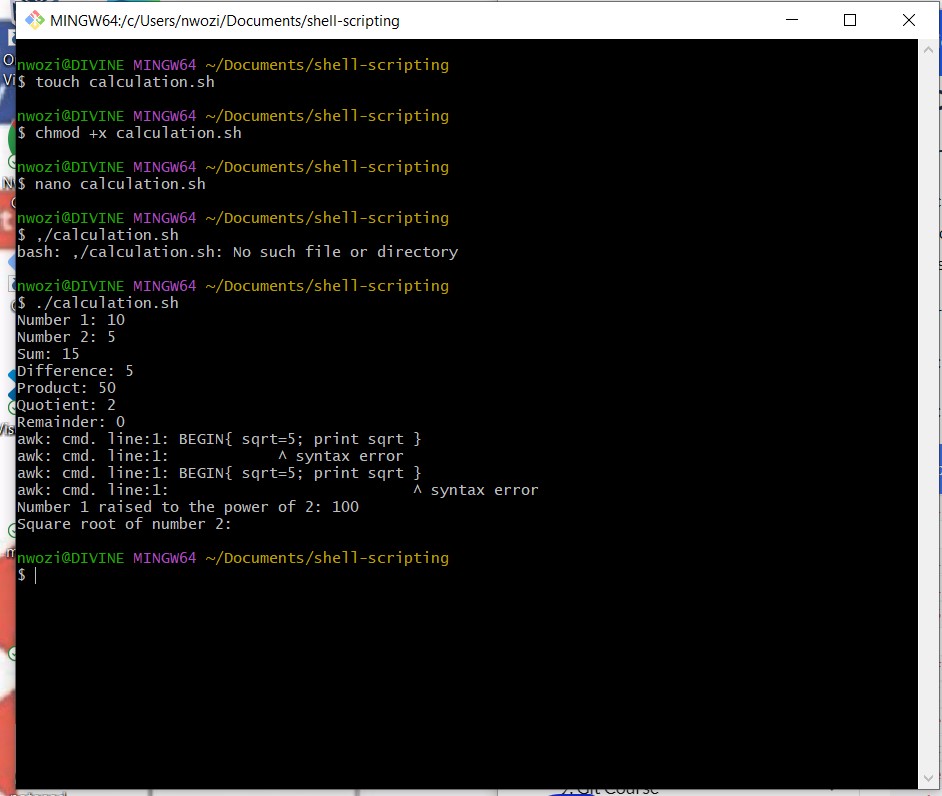 MINGW64:/c/Users/nwozi/Documents/shell-scripting
nwozi@DIVINE MINGW64 ~/Documents/shell-scripting
$ touch calculation.sh
nwozi@DIVINE MINGW64 ~/Documents/shell-scripting
$ chmod +x calculation.sh
nwozi@DIVINE MINGW64 ~/Documents/shell-scripting
$ nano calculation.sh
nwozi@DIVINE MINGW64 ~/Documents/shell-scripting
$ ,/calculation.sh
bash: ,/calculation.sh: No such file or directory
nwozi@DIVINE MINGW64 ~/Documents/shell-scripting
$ ./calculation.sh
Number 1: 10
Number 2: 5
Sum: 15
Difference: 5
Product: 50
Quotient: 2
Remainder: 0
awk: cmd. line:1: BEGIN{ sqrt=5; print sqrt }
awk: cmd. line:1:            ^ syntax error
awk: cmd. line:1: BEGIN{ sqrt=5; print sqrt }
awk: cmd. line:1:                           ^ syntax error
Number 1 raised to the power of 2: 100
Square root of number 2:
nwozi@DIVINE MINGW64 ~/Documents/shell-scripting
$
Git Course